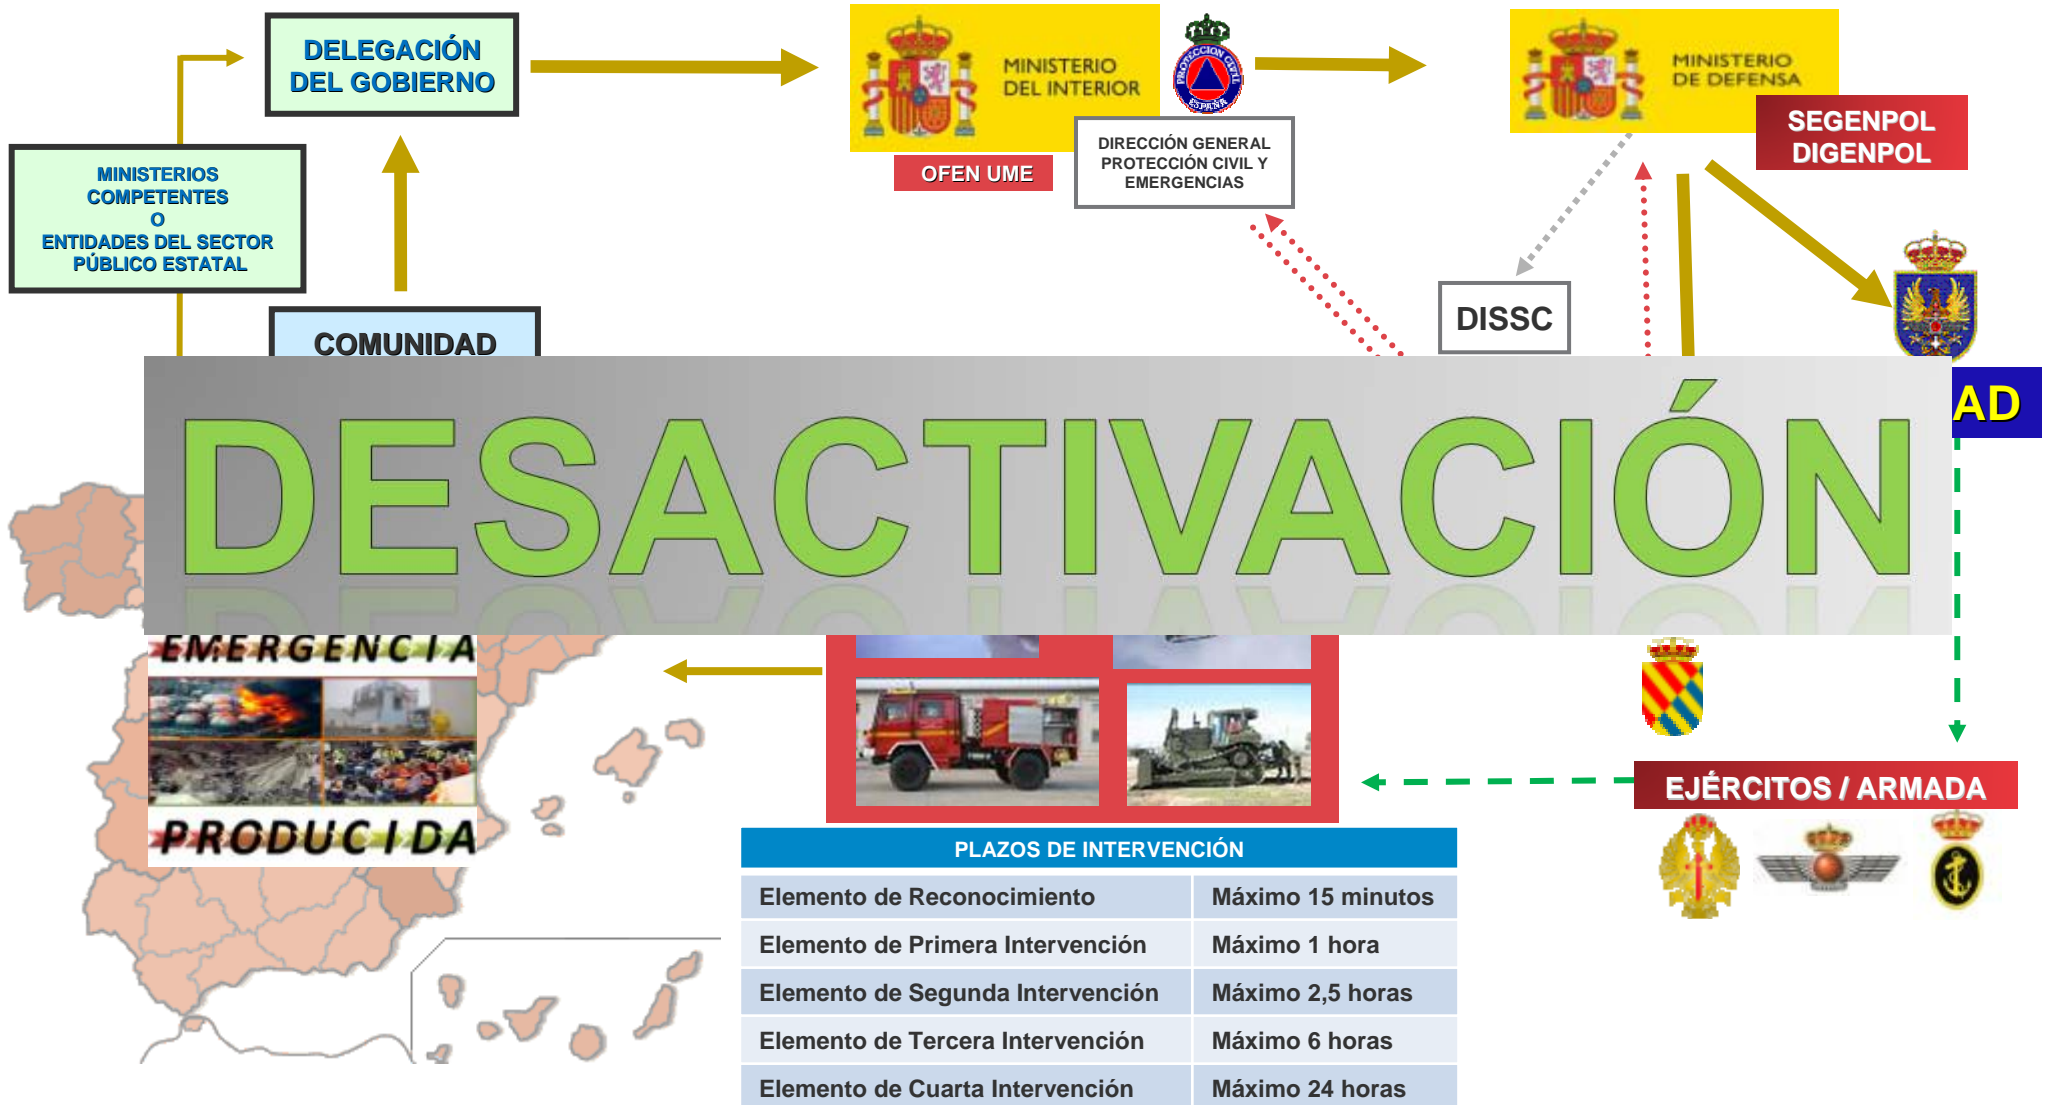 DELEGACIÓN
DEL GOBIERNO
MINISTERIO
DEL INTERIOR
PROTECCION CIVIL
ESPAÑA
MINISTERIO
DE DEFENSA
SEGENPOL
DIGENPOL
OFEN UME
DIRECCIÓN GENERAL
PROTECCIÓN CIVIL Y
EMERGENCIAS
MINISTERIOS
COMPETENTES
O
ENTIDADES DEL SECTOR
PÚBLICO ESTATAL
DISSC
COMUNIDAD
AD
DESACTIVACIÓN
EMERGENCIA
PRODUCIDA
EJÉRCITOS / ARMADA
PLAZOS DE INTERVENCIÓN
Elemento de Reconocimiento Máximo 15 minutos
Elemento de Primera Intervención Máximo 1 hora
Elemento de Segunda Intervención Máximo 2,5 horas
Elemento de Tercera Intervención Máximo 6 horas
Elemento de Cuarta Intervención Máximo 24 horas